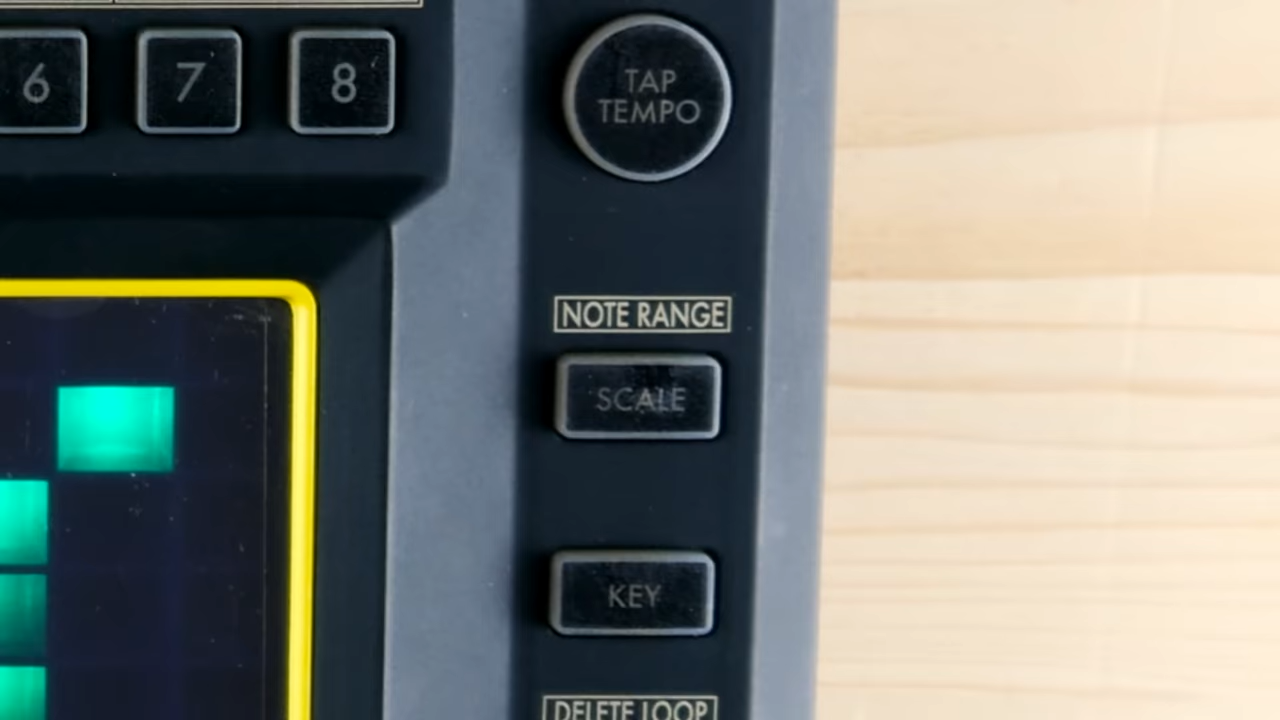 6
7
8
TAP
TEMPO
NOTE RANGE
SCALE
KEY
DELETE LOOP